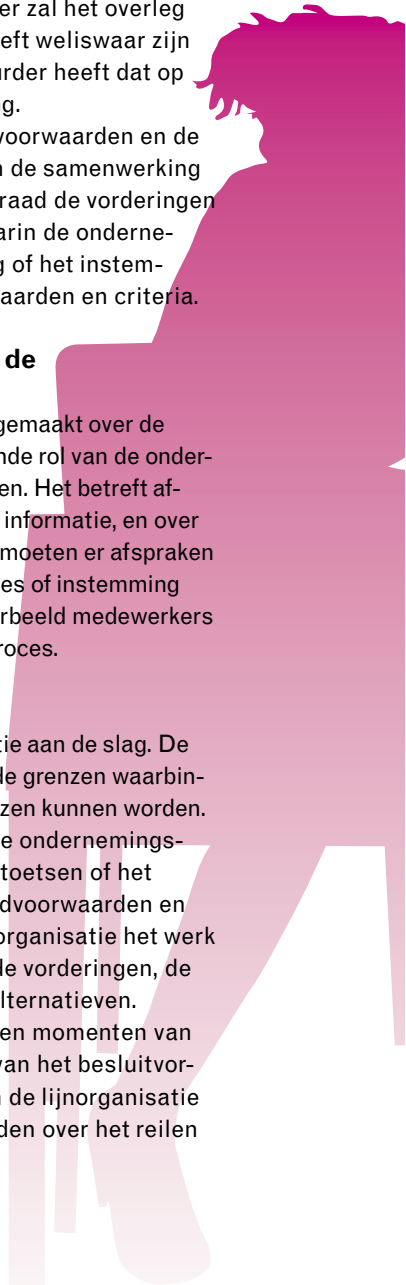 er zal het overleg
eft weliswaar zijn
urder heeft dat op
g.
voorwaarden en de
n de samenwerking
raad de vorderingen
arin de onderne-
g of het instem-
aarden en criteria.
de
gemaakt over de
nde rol van de onder-
en. Het betreft af-
informatie, en over
moeten er afspraken
es of instemming
rbeeld medewerkers
roces.
tie aan de slag. De
de grenzen waarbin-
zen kunnen worden.
e ondernemings-
toetsen of het
dvoorwaarden en
organisatie het werk
de vorderingen, de
lternatieven.
en momenten van
van het besluitvor-
n de lijnorganisatie
den over het reilen